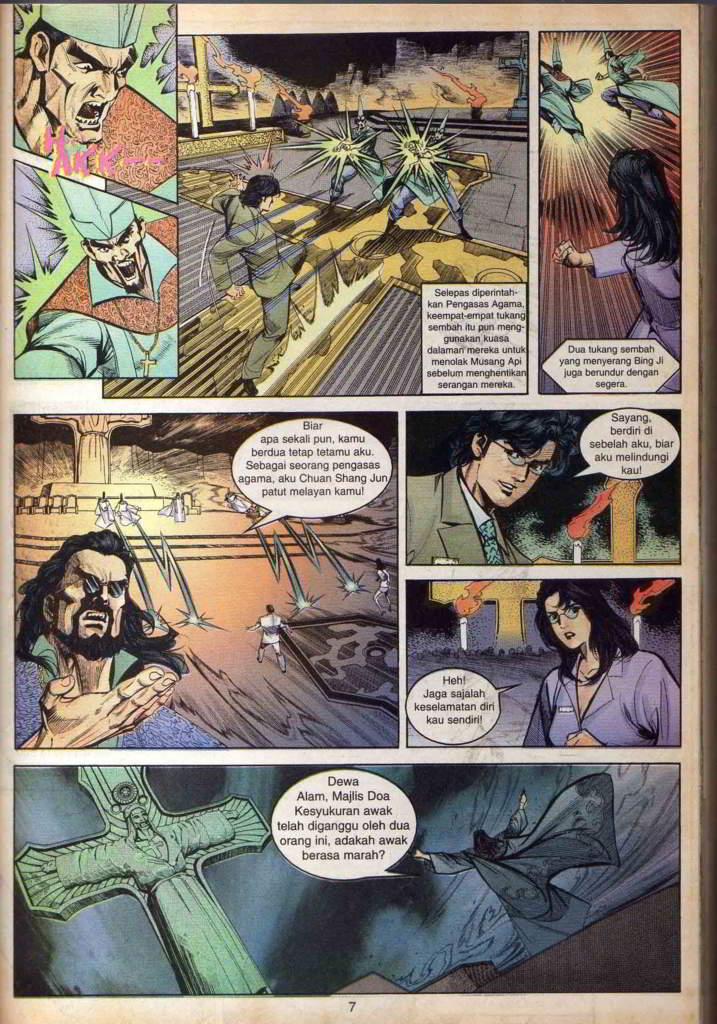 HAKK--
Selepas diperintah-
kan Pengasas Agama,
keempat-empat tukang
sembah itu pun meng-
gunakan kuasa
dalaman mereka untuk
menolak Musang Api
sebelum menghentikan
serangan mereka.
Dua tukang sembah
yang menyerang Bing Ji
juga berundur dengan
segera.
Biar
apa sekali pun, kamu
berdua tetap tetamu aku.
Sebagai seorang pengasas
agama, aku Chuan Shang Jun
patut melayan kamu!
Sayang,
berdiri di
sebelah aku, biar
aku melindungi
kau!
Heh!
Jaga sajalah
keselamatan diri
kau sendiri!
Dewa
Alam, Majlis Doa
Kesyukuran awak
telah diganggu oleh dua
orang ini, adakah awak
berasa marah?
7